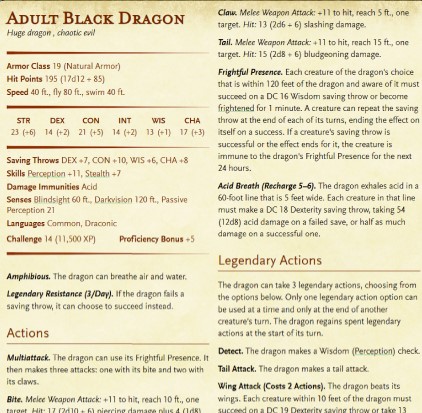 ADULT BLACK DRAGON
Huge dragon , chaotic evil
Armor Class 19 (Natural Armor)
Hit Points 195 (17d12 + 85)
Speed 40 ft., fly 80 ft., swim 40 ft.
STR DEX CON INT WIS CHA
23 (+6) 14 (+2) 21 (+5) 14 (+2) 13 (+1) 17 (+3)
Saving Throws DEX +7, CON +10, WIS +6, CHA +8
Skills Perception +11, Stealth +7
Damage Immunities Acid
Senses Blindsight 60 ft., Darkvision 120 ft., Passive
Perception 21
Languages Common, Draconic
Challenge 14 (11,500 XP) Proficiency Bonus +5
Amphibious. The dragon can breathe air and water.
Legendary Resistance (3/Day). If the dragon fails a
saving throw, it can choose to succeed instead.
Actions
Multiattack. The dragon can use its Frightful Presence. It
then makes three attacks: one with its bite and two with
its claws.
Bite. Melee Weapon Attack: +11 to hit, reach 10 ft., one
target. Hit: 17 (2d10 + 6) piercing damage plus 4 (1d8)
Claw. Melee Weapon Attack: +11 to hit, reach 5 ft., one
target. Hit: 13 (2d6 + 6) slashing damage.
Tail. Melee Weapon Attack: +11 to hit, reach 15 ft., one
target. Hit: 15 (2d8 + 6) bludgeoning damage.
Frightful Presence. Each creature of the dragon's choice
that is within 120 feet of the dragon and aware of it must
succeed on a DC 16 Wisdom saving throw or become
frightened for 1 minute. A creature can repeat the saving
throw at the end of each of its turns, ending the effect on
itself on a success. If a creature's saving throw is
successful or the effect ends for it, the creature is
immune to the dragon's Frightful Presence for the next
24 hours.
Acid Breath (Recharge 5–6). The dragon exhales acid in a
60-foot line that is 5 feet wide. Each creature in that line
must make a DC 18 Dexterity saving throw, taking 54
(12d8) acid damage on a failed save, or half as much
damage on a successful one.
Legendary Actions
The dragon can take 3 legendary actions, choosing from
the options below. Only one legendary action option can
be used at a time and only at the end of another
creature's turn. The dragon regains spent legendary
actions at the start of its turn.
Detect. The dragon makes a Wisdom (Perception) check.
Tail Attack. The dragon makes a tail attack.
Wing Attack (Costs 2 Actions). The dragon beats its
wings. Each creature within 10 feet of the dragon must
succeed on a DC 19 Dexterity saving throw or take 13